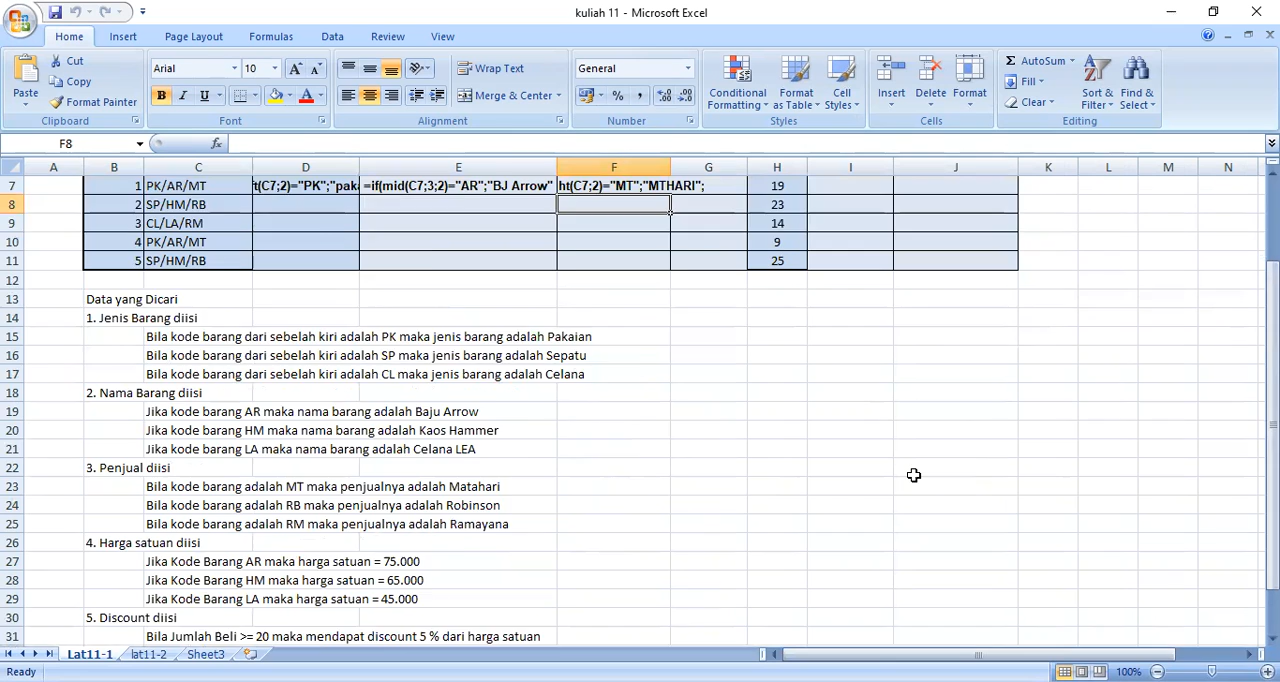 kuliah 11 - Microsoft Excel
Home Insert Page Layout Formulas Data Review View
Paste Cut Copy Format Painter
Arial 10 B I U A A A
Wrap Text Merge & Center
General % ,
Conditional Formatting Format as Table Cell Styles
Insert Delete Format
Σ AutoSum Fill Clear Sort & Filter Find & Select
Clipboard Font Alignment Number Styles Cells Editing
F8 fx
A B C D E F G H I J K L M N
7 1 PK/AR/MT t(C7;2)="PK";"paka =if(mid(C7;3;2)="AR";"BJ Arrow" ht(C7;2)="MT";"MTHARI"; 19
8 2 SP/HM/RB 23
9 3 CL/LA/RM 14
10 4 PK/AR/MT 9
11 5 SP/HM/RB 25
12
13 Data yang Dicari
14 1. Jenis Barang diisi
15 Bila kode barang dari sebelah kiri adalah PK maka jenis barang adalah Pakaian
16 Bila kode barang dari sebelah kiri adalah SP maka jenis barang adalah Sepatu
17 Bila kode barang dari sebelah kiri adalah CL maka jenis barang adalah Celana
18 2. Nama Barang diisi
19 Jika kode barang AR maka nama barang adalah Baju Arrow
20 Jika kode barang HM maka nama barang adalah Kaos Hammer
21 Jika kode barang LA maka nama barang adalah Celana LEA
22 3. Penjual diisi
23 Bila kode barang adalah MT maka penjualnya adalah Matahari
24 Bila kode barang adalah RB maka penjualnya adalah Robinson
25 Bila kode barang adalah RM maka penjualnya adalah Ramayana
26 4. Harga satuan diisi
27 Jika Kode Barang AR maka harga satuan = 75.000
28 Jika Kode Barang HM maka harga satuan = 65.000
29 Jika Kode Barang LA maka harga satuan = 45.000
30 5. Discount diisi
31 Bila Jumlah Beli >= 20 maka mendapat discount 5 % dari harga satuan
Lat11-1 lat11-2 Sheet3
Ready 100%